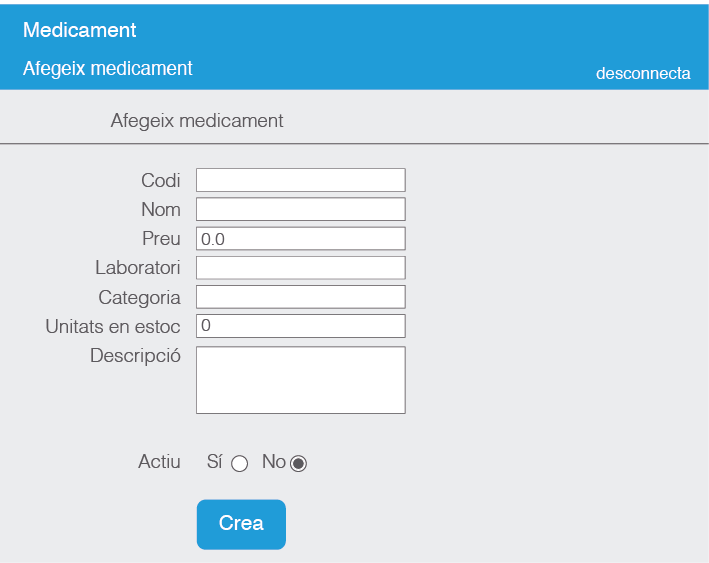 Medicament
Afegeix medicament
desconnecta
Afegeix medicament
Codi
Nom
Preu 0.0
Laboratori
Categoria
Unitats en estoc 0
Descripció
Actiu Sí No
Crea